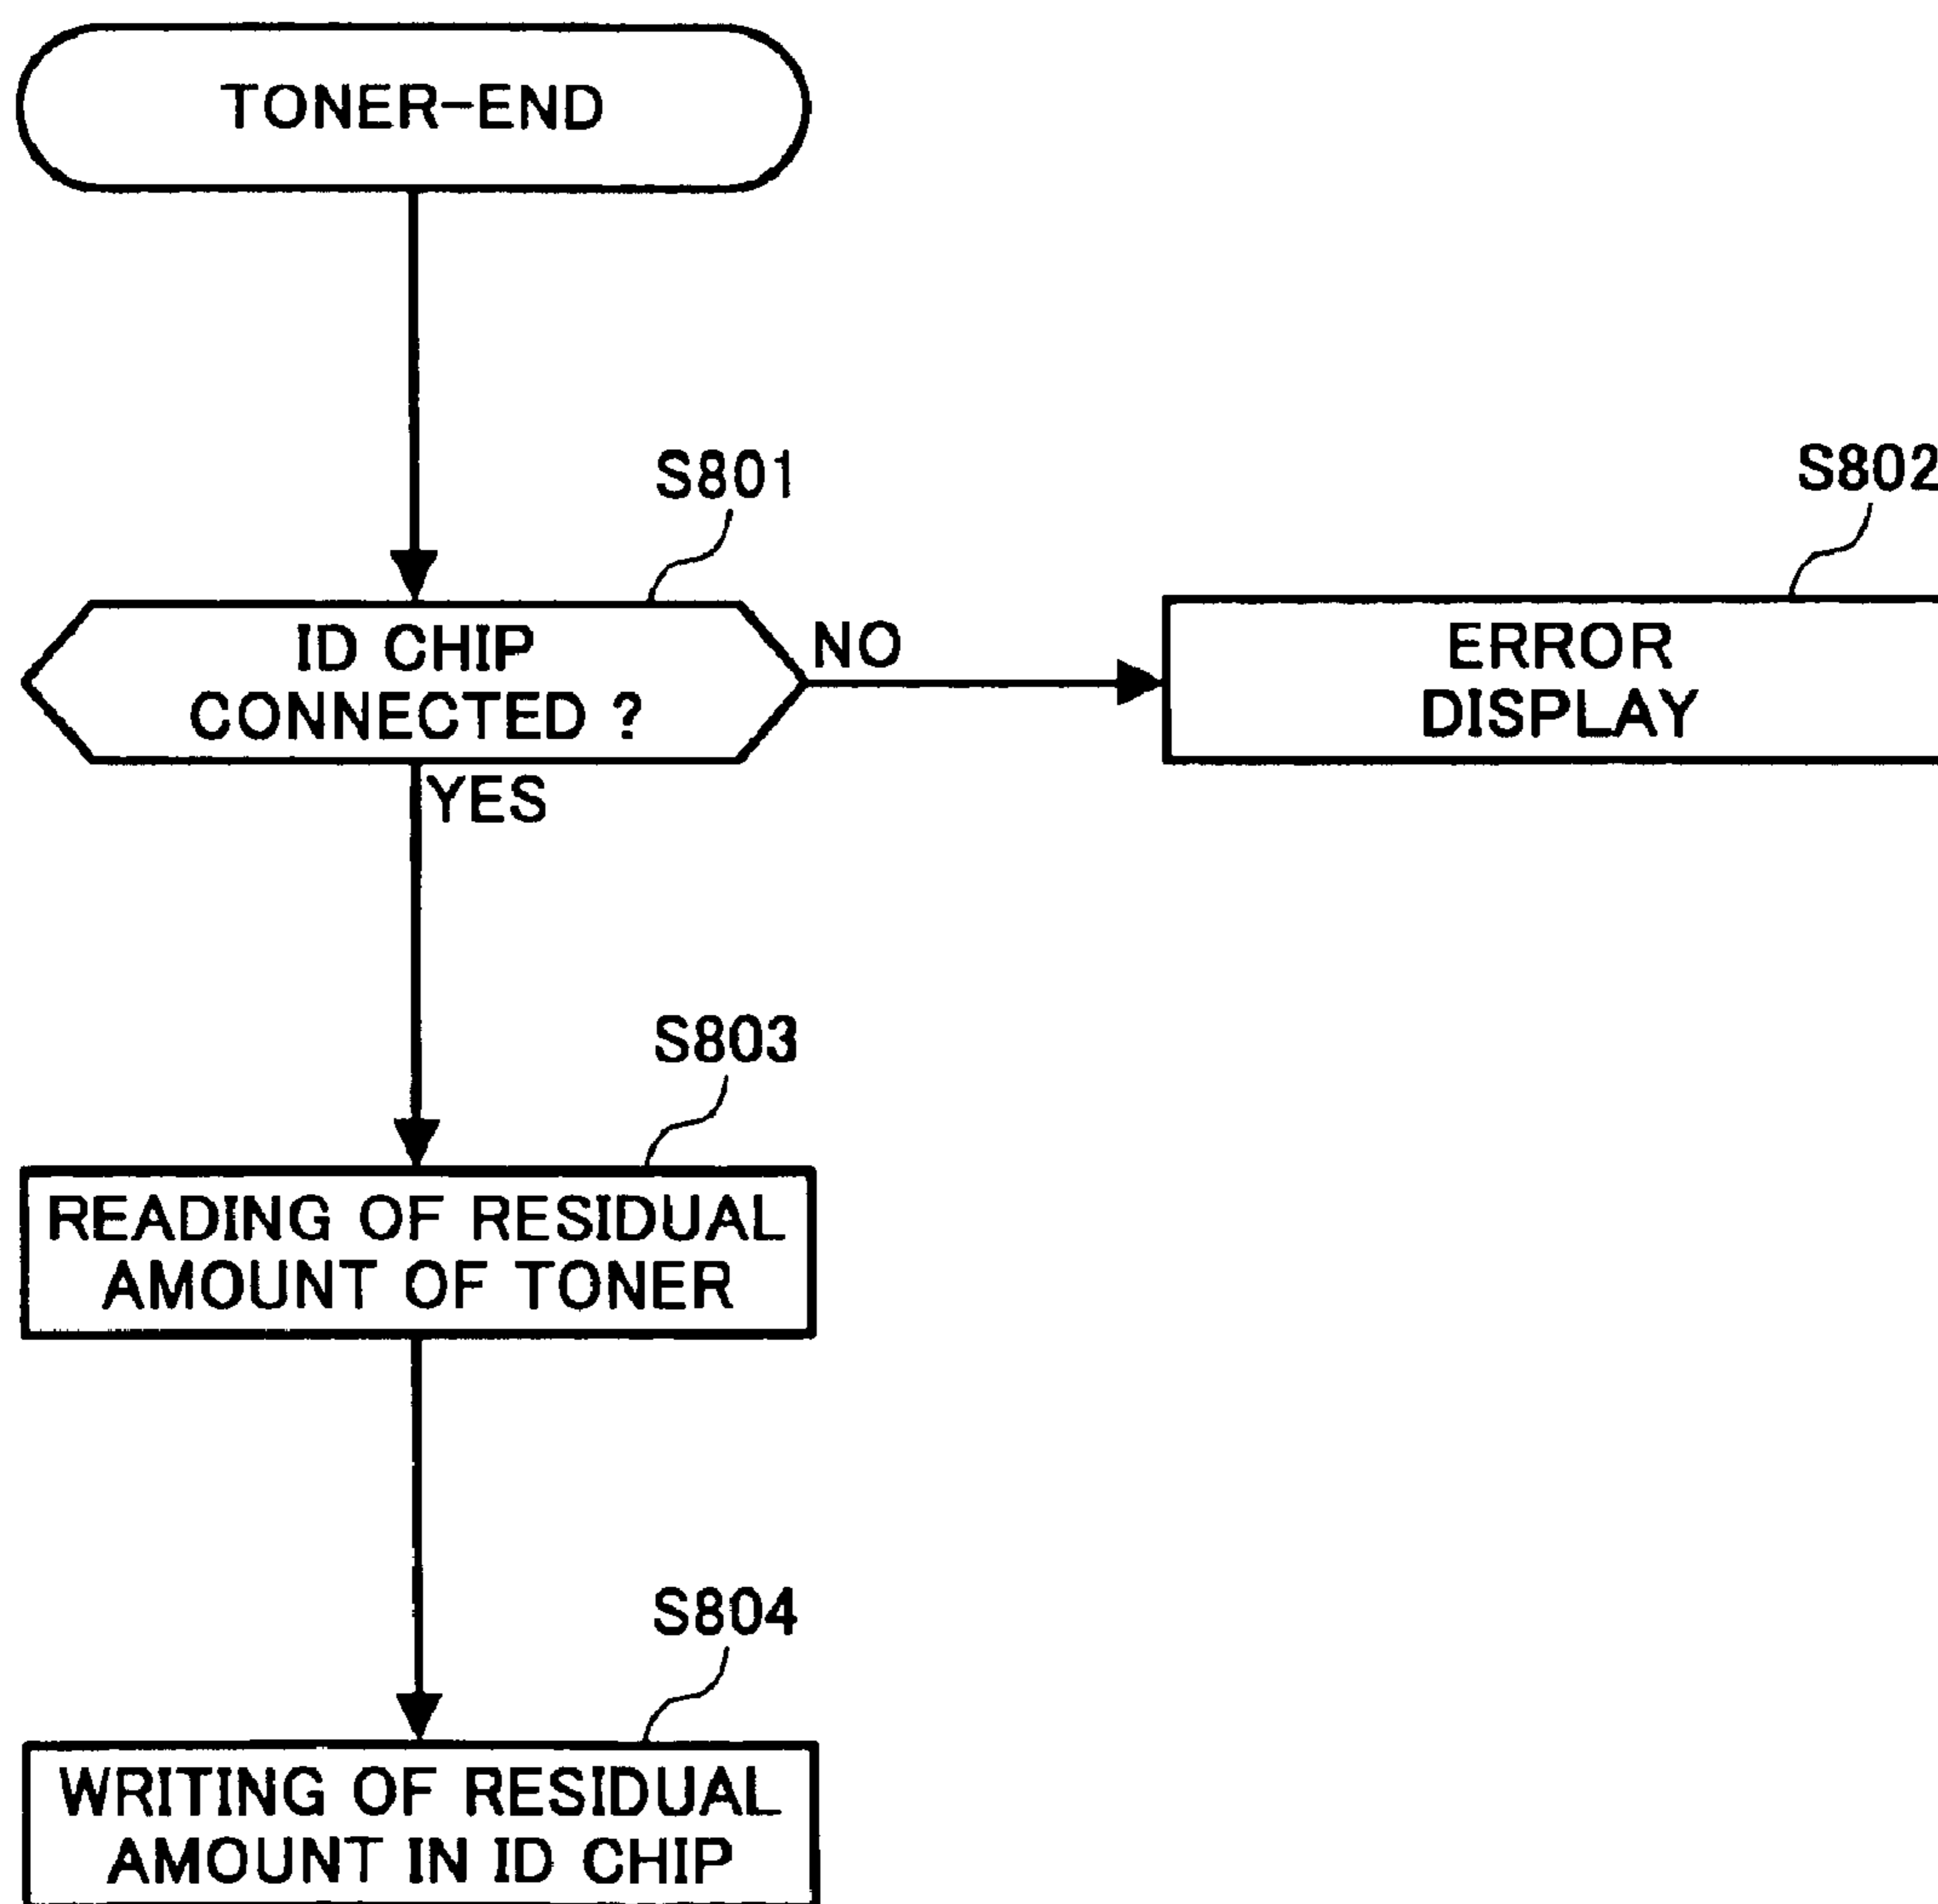 TONER-END
S801
S802
ID CHIP
CONNECTED ?
NO
ERROR
DISPLAY
YES
S803
READING OF RESIDUAL
AMOUNT OF TONER
S804
WRITING OF RESIDUAL
AMOUNT IN ID CHIP